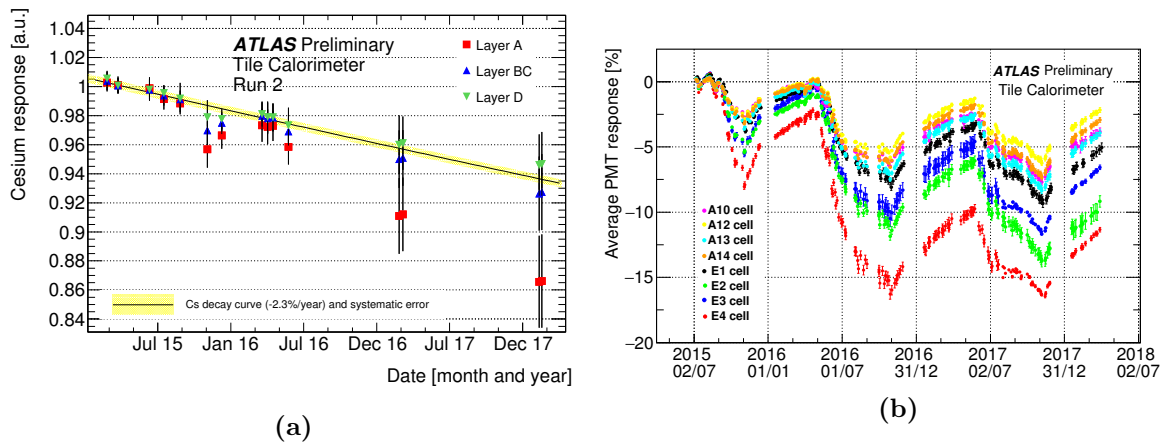 Cesium response [a.u.]
1.04
1.02
1
0.98
0.96
0.94
0.92
0.9
0.88
0.86
0.84
ATLAS Preliminary
Tile Calorimeter
Run 2
Layer A
Layer BC
Layer D
Cs decay curve (-2.3%/year) and systematic error
Jul 15
Jan 16
Jul 16
Dec 16
Jul 17
Dec 17
Date [month and year]
(a)
Average PMT response [%]
0
−5
−10
−15
−20
ATLAS Preliminary
Tile Calorimeter
A10 cell
A12 cell
A13 cell
A14 cell
E1 cell
E2 cell
E3 cell
E4 cell
2015 2016 2016 2016 2017 2017 2018
02/07 01/01 01/07 31/12 02/07 31/12 02/07
Date [month and year]
(b)